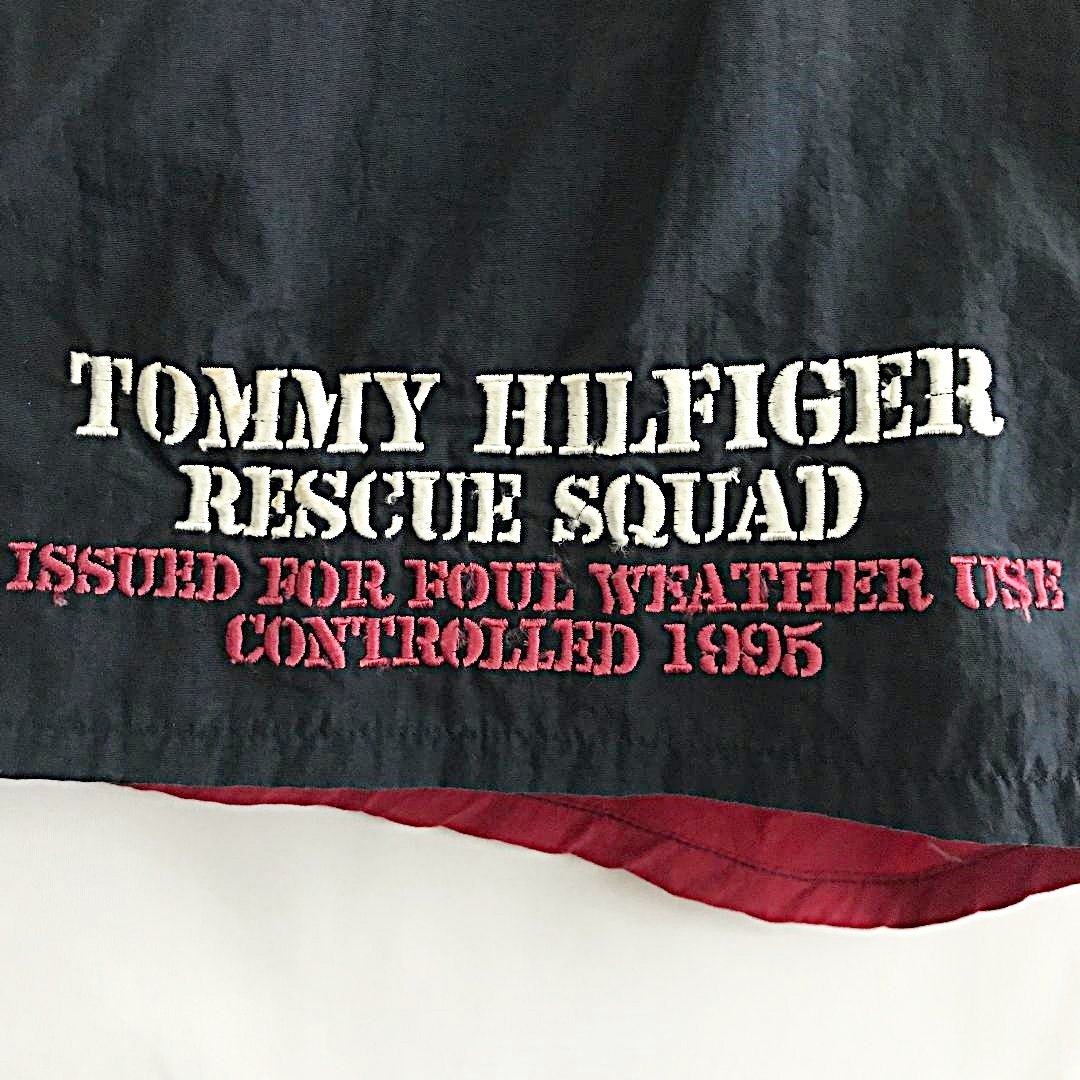 TOMMY HILFIGER
RESCUE SQUAD
ISSUED FOR FOUL WEATHER USE
CONTROLLED 1995